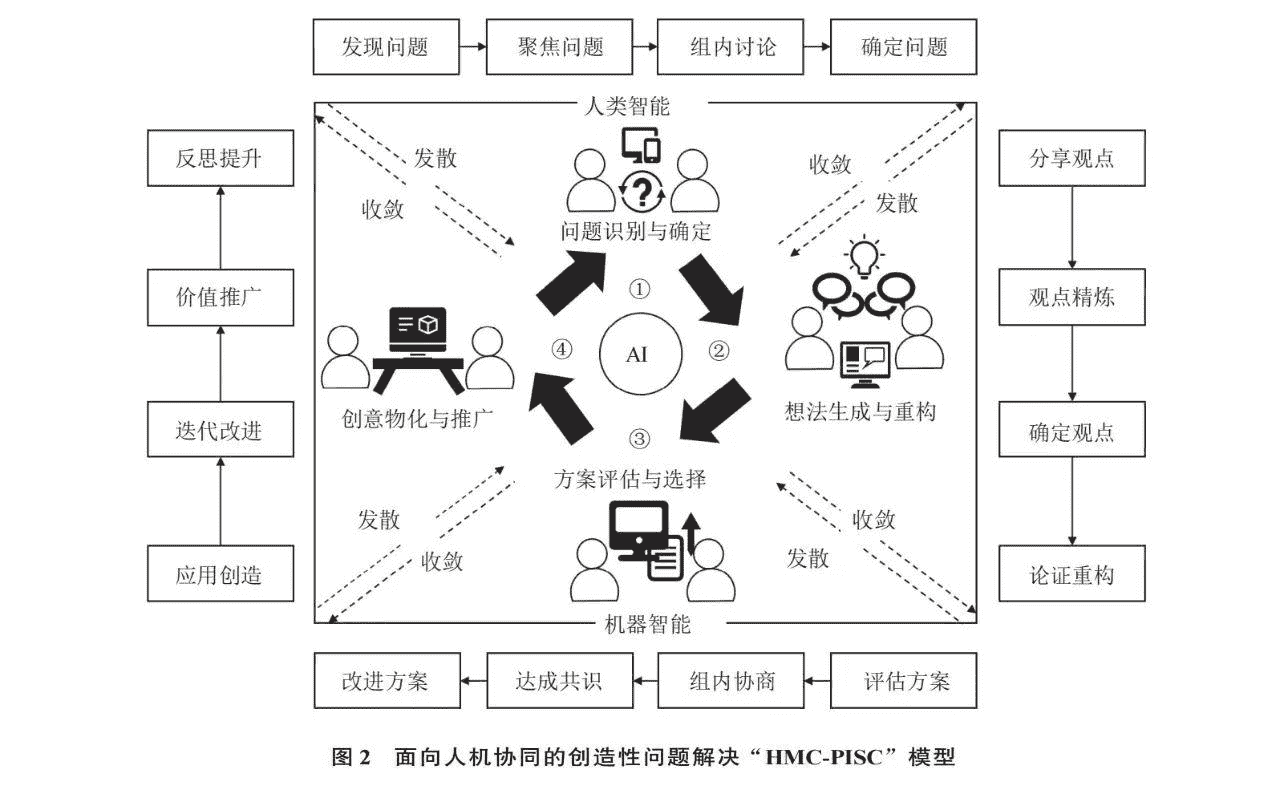 发现问题
聚焦问题
组内讨论
确定问题
人类智能
反思提升
发散
收敛
收敛
发散
分享观点
?
问题识别与确定
价值推广
①
观点精炼
④
AI
②
创意物化与推广
想法生成与重构
迭代改进
③
确定观点
方案评估与选择
发散
收敛
收敛
发散
应用创造
论证重构
机器智能
改进方案
达成共识
组内协商
评估方案
图 2 面向人机协同的创造性问题解决“HMC-PISC”模型